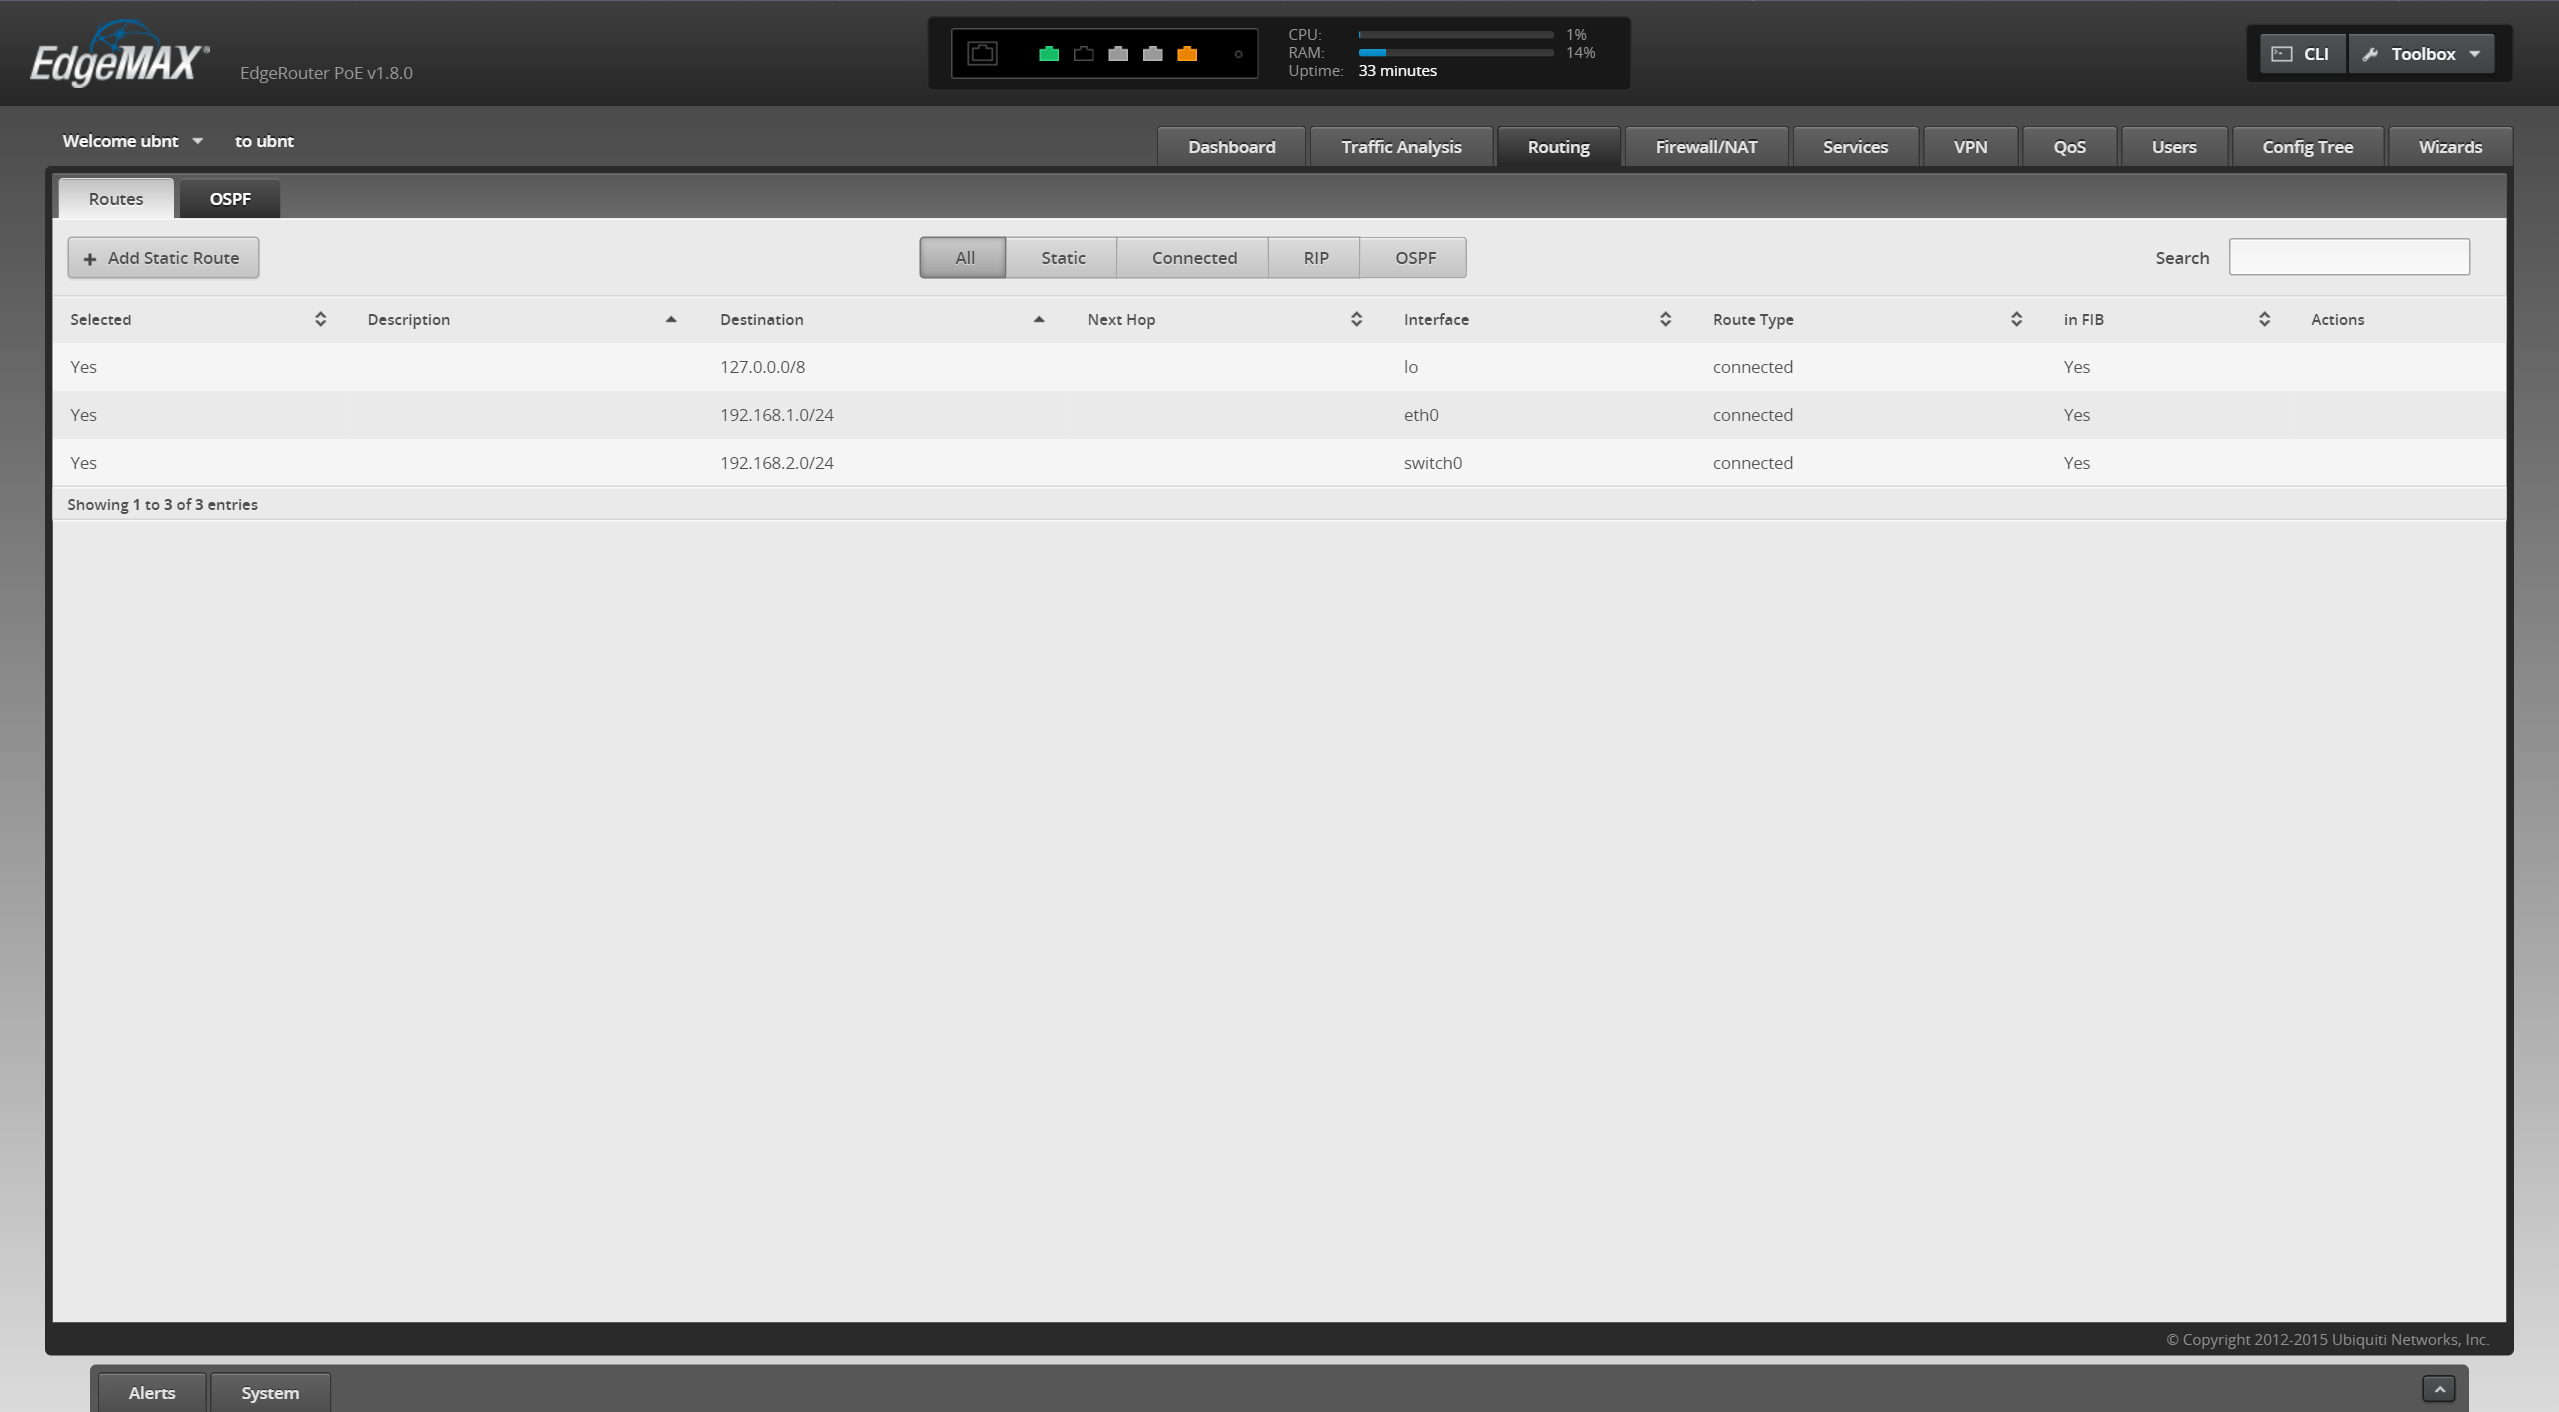 EdgeMAX®
EdgeRouter PoE v1.8.0
CPU: 1%
RAM: 14%
Uptime: 33 minutes
CLI Toolbox
Welcome ubnt to ubnt
Dashboard Traffic Analysis Routing Firewall/NAT Services VPN QoS Users Config Tree Wizards
Routes OSPF
+ Add Static Route All Static Connected RIP OSPF Search
Selected Description Destination Next Hop Interface Route Type in FIB Actions
Yes 127.0.0.0/8 lo connected Yes
Yes 192.168.1.0/24 eth0 connected Yes
Yes 192.168.2.0/24 switch0 connected Yes
Showing 1 to 3 of 3 entries
© Copyright 2012-2015 Ubiquiti Networks, Inc.
Alerts System